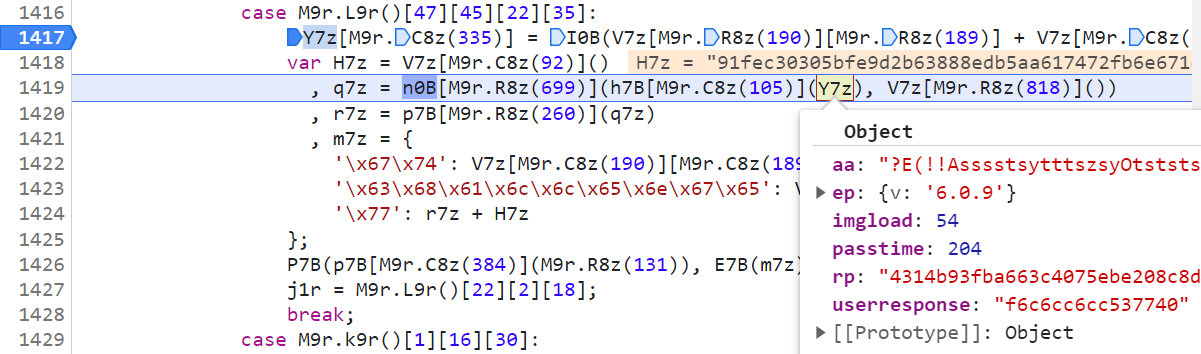 1416 case M9r.L9r()[47][45][22][35]:
1417 Y7z[M9r.C8z(335)] = I0B(V7z[M9r.R8z(190)][M9r.R8z(189)] + V7z[M9r.C8z(
1418 var H7z = V7z[M9r.C8z(92)]() H7z = "91fec30305bfe9d2b63888edb5aa617472fb6e671
1419 , q7z = n0B[M9r.R8z(699)](h7B[M9r.C8z(105)](Y7z), V7z[M9r.R8z(818)]())
1420 , r7z = p7B[M9r.R8z(260)](q7z)
1421 , m7z = {
1422 '\x67\x74': V7z[M9r.C8z(190)][M9r.C8z(189
1423 '\x63\x68\x61\x6c\x6c\x65\x6e\x67\x65': V
1424 '\x77': r7z + H7z
1425 };
1426 P7B(p7B[M9r.C8z(384)](M9r.R8z(131)), E7B(m7z)
1427 j1r = M9r.L9r()[22][2][18];
1428 break;
1429 case M9r.k9r()[1][16][30]:
Object
aa: "?E(!!AsssstsytttszsyOtststs
ep: {v: '6.0.9'}
imgload: 54
passtime: 204
rp: "4314b93fba663c4075ebe208c8d
userresponse: "f6c6cc6cc537740"
[[Prototype]]: Object